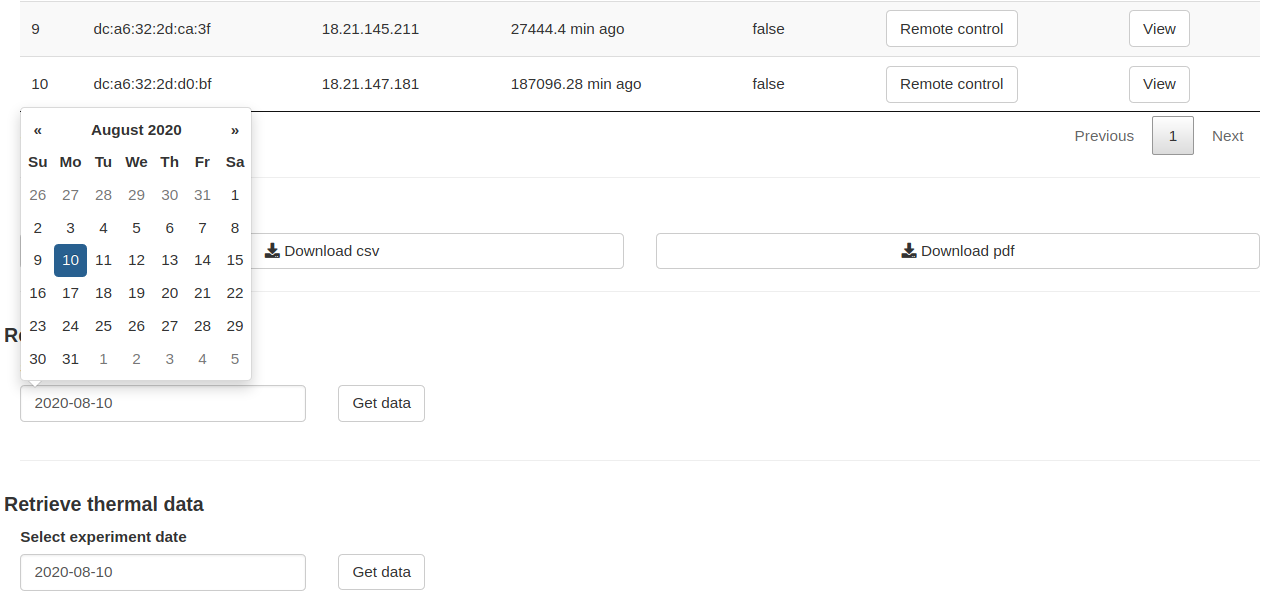 9 dc:a6:32:2d:ca:3f 18.21.145.211 27444.4 min ago false Remote control View
10 dc:a6:32:2d:d0:bf 18.21.147.181 187096.28 min ago false Remote control View
Previous 1 Next
« August 2020 »
Su Mo Tu We Th Fr Sa
26 27 28 29 30 31 1
2 3 4 5 6 7 8
9 10 11 12 13 14 15
16 17 18 19 20 21 22
23 24 25 26 27 28 29
30 31 1 2 3 4 5
Download csv Download pdf
2020-08-10 Get data
Retrieve thermal data
Select experiment date
2020-08-10 Get data